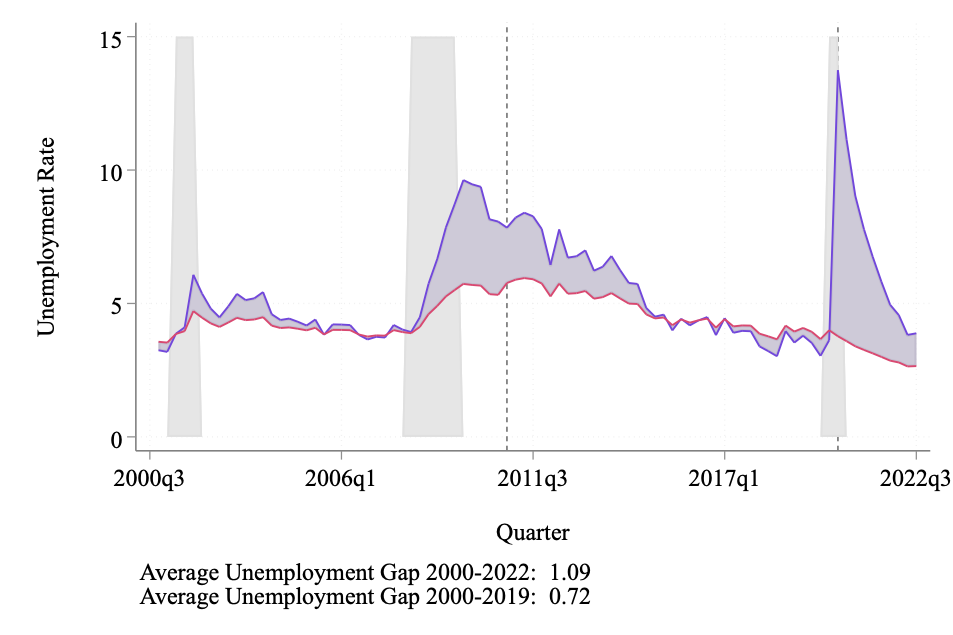 15
10
5
0
Unemployment Rate
2000q3 2006q1 2011q3 2017q1 2022q3
Quarter
Average Unemployment Gap 2000-2022: 1.09
Average Unemployment Gap 2000-2019: 0.72